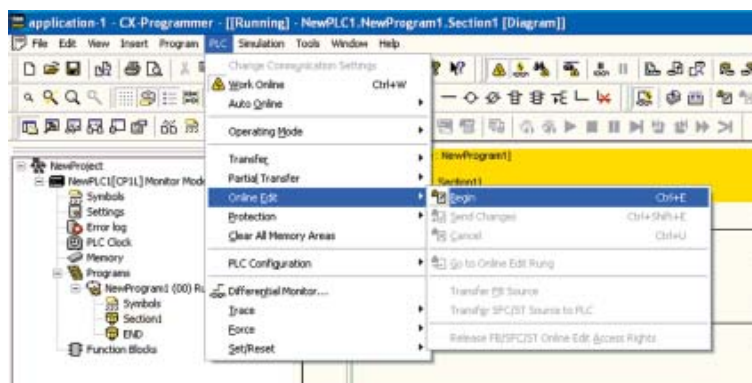 application-1 - CX-Programmer - [[Running] - NewPLC1.NewProgram1.Section1 [Diagram]]
File Edit View Insert Program PLC Simulation Tools Window Help
Change Communication Settings
Work Online Ctrl+W
Auto Online
Operating Mode
: NewProgram1]
Transfer
NewProject
Partial Transfer
Section1
NewPLC1[CP1L] Monitor Mode
Online Edit
Begin Ctrl+E
Symbols
Settings
Protection
Send Changes Ctrl+Shift+E
Error log
Clear All Memory Areas
Cancel Ctrl+U
PLC Clock
Memory
PLC Configuration
Go to Online Edit Rung
Programs
NewProgram1 (00) Ru
Differential Monitor...
Transfer FB Source
Symbols
Trace
Transfer SFC/ST Source to PLC
Section1
Force
END
Release FB/SFC/ST Online Edit Access Rights
Function Blocks
Set/Reset